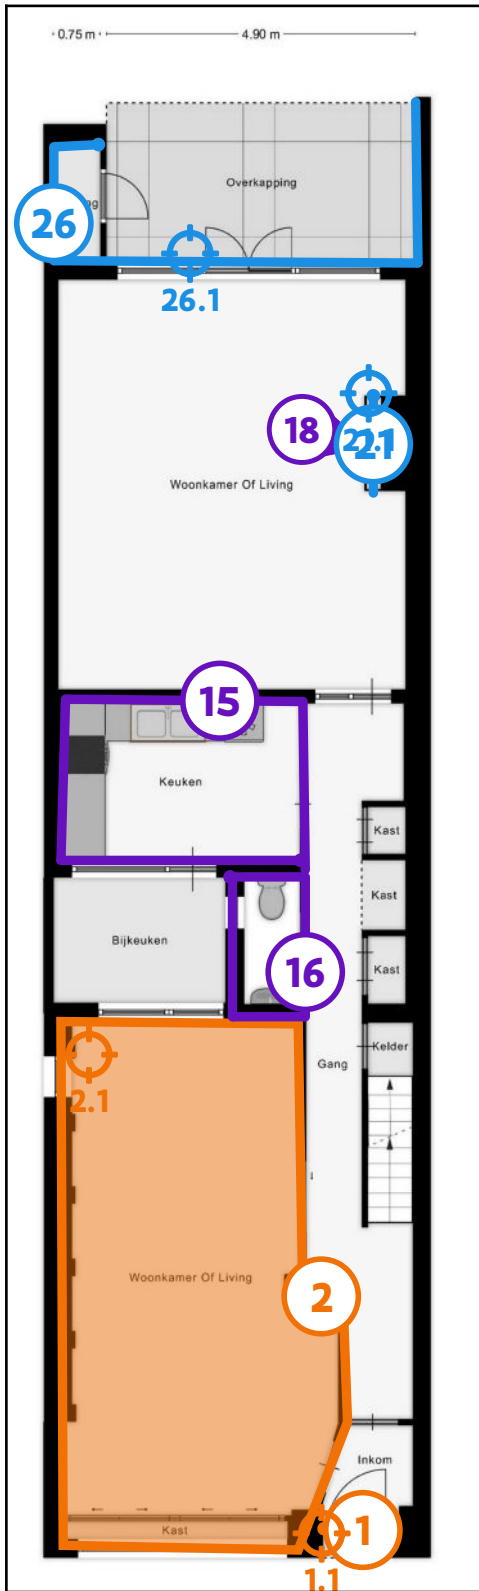 0.75 m
4.90 m
Overkapping
26
26.1
18
21
Woonkamer Of Living
15
Keuken
Kast
Kast
Bijkeuken
16
Kast
Gang
Kelder
2.1
Woonkamer Of Living
2
Inkom
Kast
1
1.1